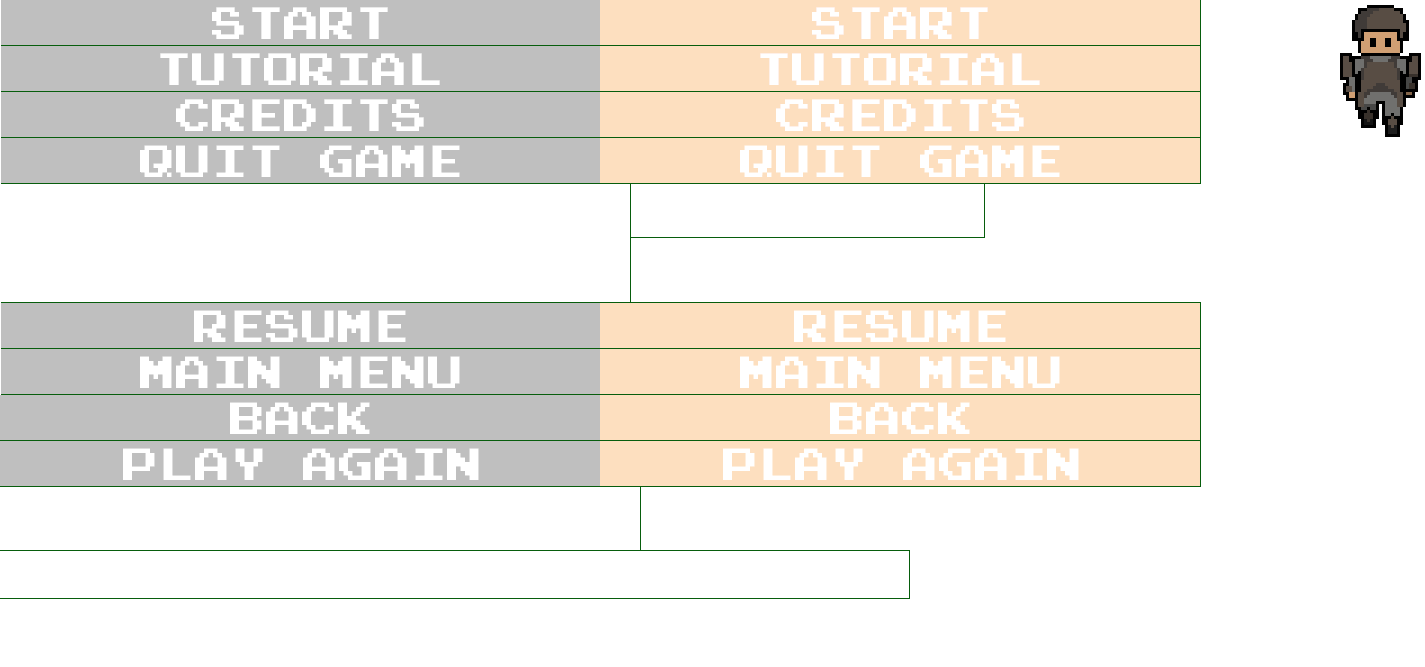 START START
TUTORIAL TUTORIAL
CREDITS CREDITS
QUIT GAME QUIT GAME
RESUME RESUME
MAIN MENU MAIN MENU
BACK BACK
PLAY AGAIN PLAY AGAIN